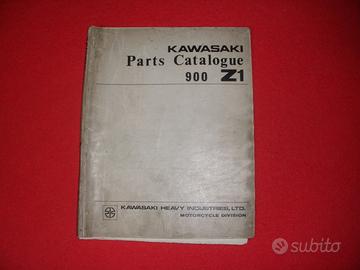 KAWASAKI
Parts Catalogue
900 Z1
KAWASAKI HEAVY INDUSTRIES, LTD.
MOTORCYCLE DIVISION
subito